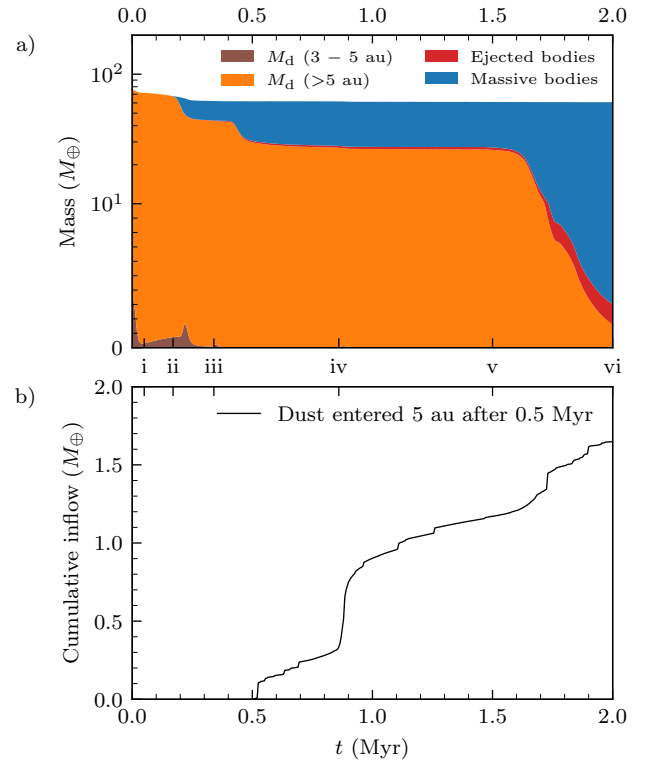 0.0 0.5 1.0 1.5 2.0
a)
10²
10¹
0
Mass (M⊕)
M_d (3 − 5 au)
M_d (>5 au)
Ejected bodies
Massive bodies
i ii iii iv v vi
b)
2.0
1.5
1.0
0.5
0.0
Cumulative inflow (M⊕)
Dust entered 5 au after 0.5 Myr
0.0 0.5 1.0 1.5 2.0
t (Myr)